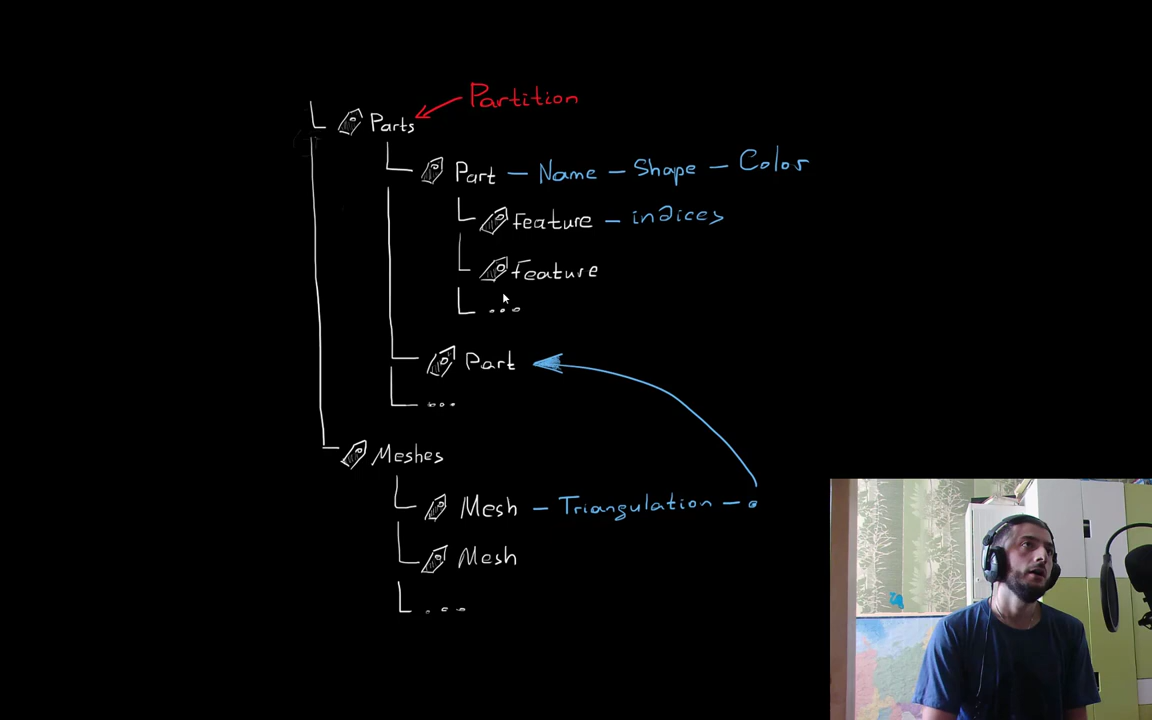 Partition
Parts
Part – Name – Shape – Color
Feature – indices
Feature
...
Part
...
Meshes
Mesh – Triangulation –
Mesh
...